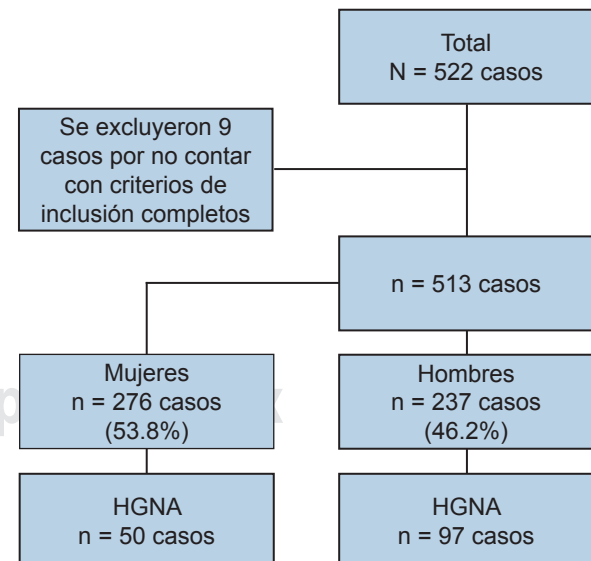 Total
N = 522 casos
Se excluyeron 9
casos por no contar
con criterios de
inclusión completos
n = 513 casos
Mujeres
n = 276 casos
(53.8%)
Hombres
n = 237 casos
(46.2%)
HGNA
n = 50 casos
HGNA
n = 97 casos